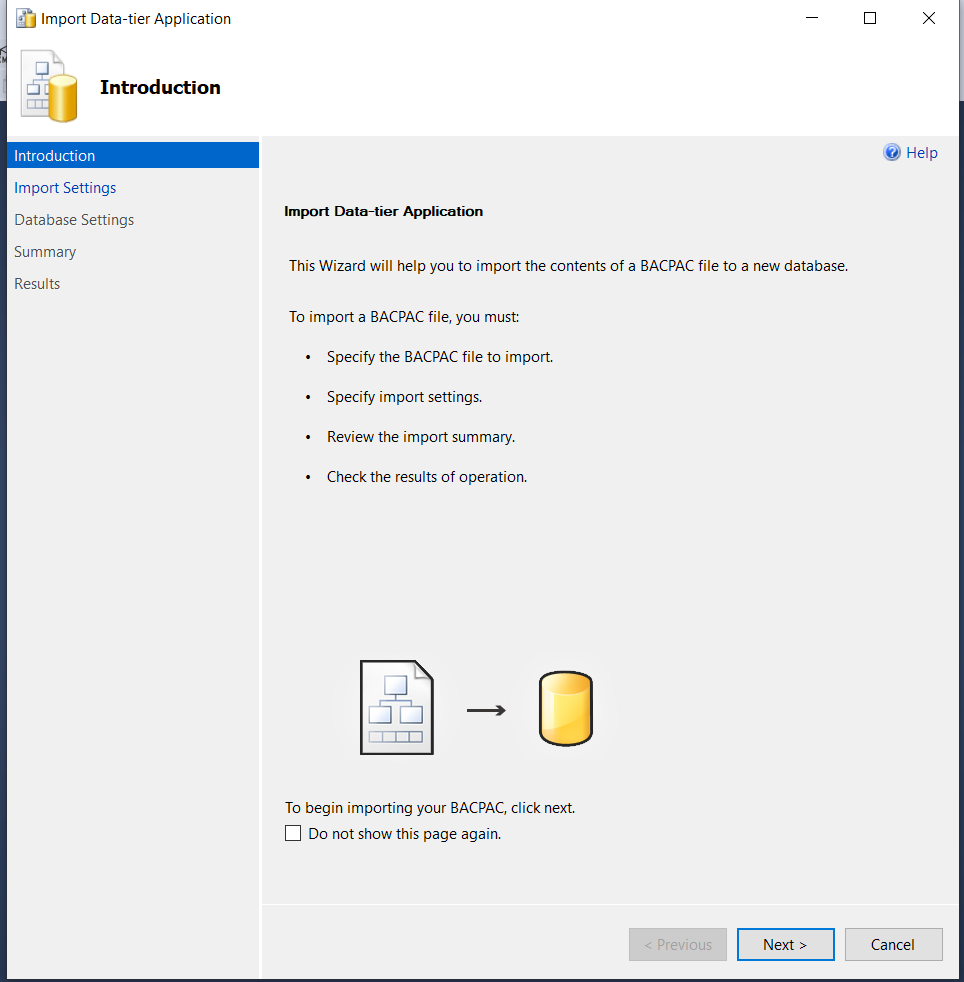 Import Data-tier Application
Introduction
Introduction
Import Settings
Database Settings
Summary
Results
Help
Import Data-tier Application
This Wizard will help you to import the contents of a BACPAC file to a new database.
To import a BACPAC file, you must:
• Specify the BACPAC file to import.
• Specify import settings.
• Review the import summary.
• Check the results of operation.
To begin importing your BACPAC, click next.
Do not show this page again.
< Previous
Next >
Cancel